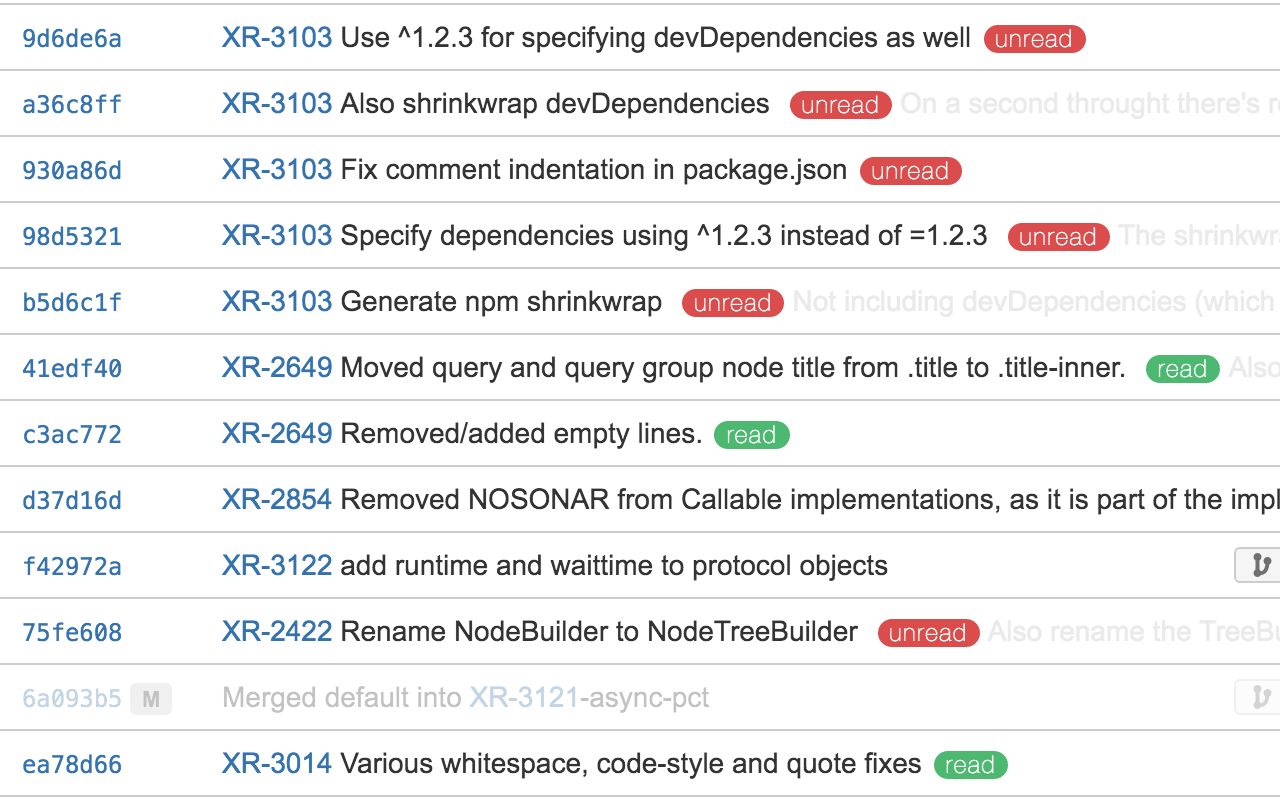 9d6de6a XR-3103 Use ^1.2.3 for specifying devDependencies as well unread
a36c8ff XR-3103 Also shrinkwrap devDependencies unread On a second throught there's
930a86d XR-3103 Fix comment indentation in package.json unread
98d5321 XR-3103 Specify dependencies using ^1.2.3 instead of =1.2.3 unread The
b5d6c1f XR-3103 Generate npm shrinkwrap unread Not including devDependencies (which
41edf40 XR-2649 Moved query and query group node title from .title to .title-inner. read Also
c3ac772 XR-2649 Removed/added empty lines. read
d37d16d XR-2854 Removed NOSONAR from Callable implementations, as it is part of the
f42972a XR-3122 add runtime and waittime to protocol objects
75fe608 XR-2422 Rename NodeBuilder to NodeTreeBuilder unread Also rename the
6a093b5 M Merged default into XR-3121-async-pct
ea78d66 XR-3014 Various whitespace, code-style and quote fixes read